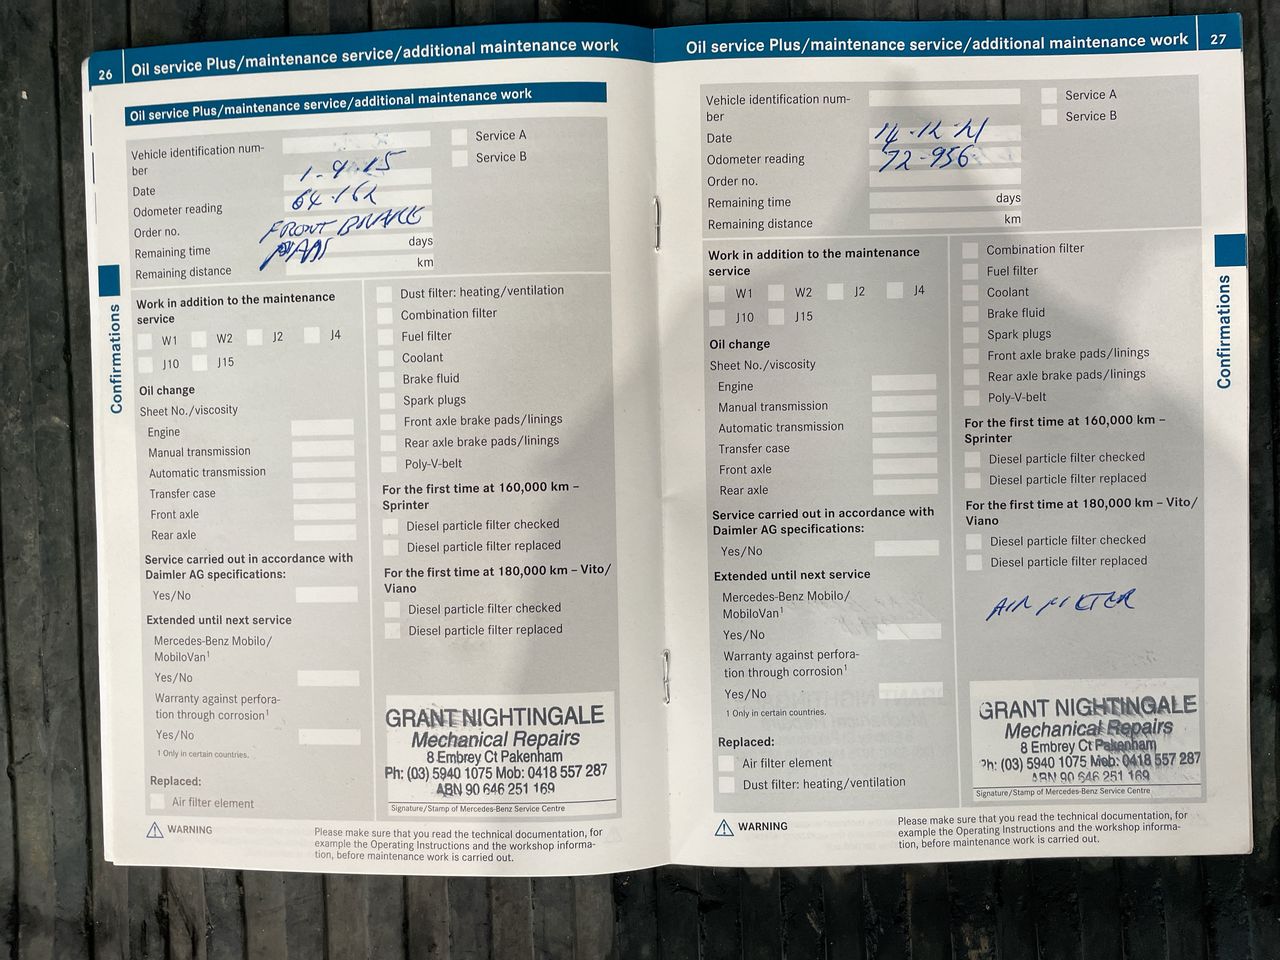 26 Oil service Plus/maintenance service/additional maintenance work
Oil service Plus/maintenance service/additional maintenance work
Vehicle identification num-
ber
Service A
Service B
Date 1-9-15
Odometer reading 64-162
Order no. FRONT BRAKE
Remaining time PADS days
Remaining distance km
Work in addition to the maintenance
service
W1 W2 J2 J4
J10 J15
Oil change
Sheet No./viscosity
Engine
Manual transmission
Automatic transmission
Transfer case
Front axle
Rear axle
Service carried out in accordance with
Daimler AG specifications:
Yes/No
Extended until next service
Mercedes-Benz Mobilo/
MobiloVan¹
Yes/No
Warranty against perfora-
tion through corrosion¹
Yes/No
1 Only in certain countries.
Replaced:
Air filter element
Dust filter: heating/ventilation
Combination filter
Fuel filter
Coolant
Brake fluid
Spark plugs
Front axle brake pads/linings
Rear axle brake pads/linings
Poly-V-belt
For the first time at 160,000 km –
Sprinter
Diesel particle filter checked
Diesel particle filter replaced
For the first time at 180,000 km – Vito/
Viano
Diesel particle filter checked
Diesel particle filter replaced
GRANT NIGHTINGALE
Mechanical Repairs
8 Embrey Ct Pakenham
Ph: (03) 5940 1075 Mob: 0418 557 287
ABN 90 646 251 169
Signature/Stamp of Mercedes-Benz Service Centre
WARNING
Please make sure that you read the technical documentation, for
example the Operating Instructions and the workshop informa-
tion, before maintenance work is carried out.
Confirmations
Oil service Plus/maintenance service/additional maintenance work 27
Vehicle identification num-
ber
Service A
Service B
Date
Odometer reading 72-956
Order no.
Remaining time days
Remaining distance km
Work in addition to the maintenance
service
W1 W2 J2 J4
J10 J15
Oil change
Sheet No./viscosity
Engine
Manual transmission
Automatic transmission
Transfer case
Front axle
Rear axle
Service carried out in accordance with
Daimler AG specifications:
Yes/No
Extended until next service
Mercedes-Benz Mobilo/
MobiloVan¹
Yes/No
Warranty against perfora-
tion through corrosion¹
Yes/No
1 Only in certain countries.
Replaced:
Air filter element
Dust filter: heating/ventilation
Combination filter
Fuel filter
Coolant
Brake fluid
Spark plugs
Front axle brake pads/linings
Rear axle brake pads/linings
Poly-V-belt
For the first time at 160,000 km –
Sprinter
Diesel particle filter checked
Diesel particle filter replaced
For the first time at 180,000 km – Vito/
Viano
Diesel particle filter checked
Diesel particle filter replaced
AIR FILTER
GRANT NIGHTINGALE
Mechanical Repairs
8 Embrey Ct Pakenham
Ph: (03) 5940 1075 Mob: 0418 557 287
ABN 90 646 251 169
Signature/Stamp of Mercedes-Benz Service Centre
WARNING
Please make sure that you read the technical documentation, for
example the Operating Instructions and the workshop informa-
tion, before maintenance work is carried out.
Confirmations